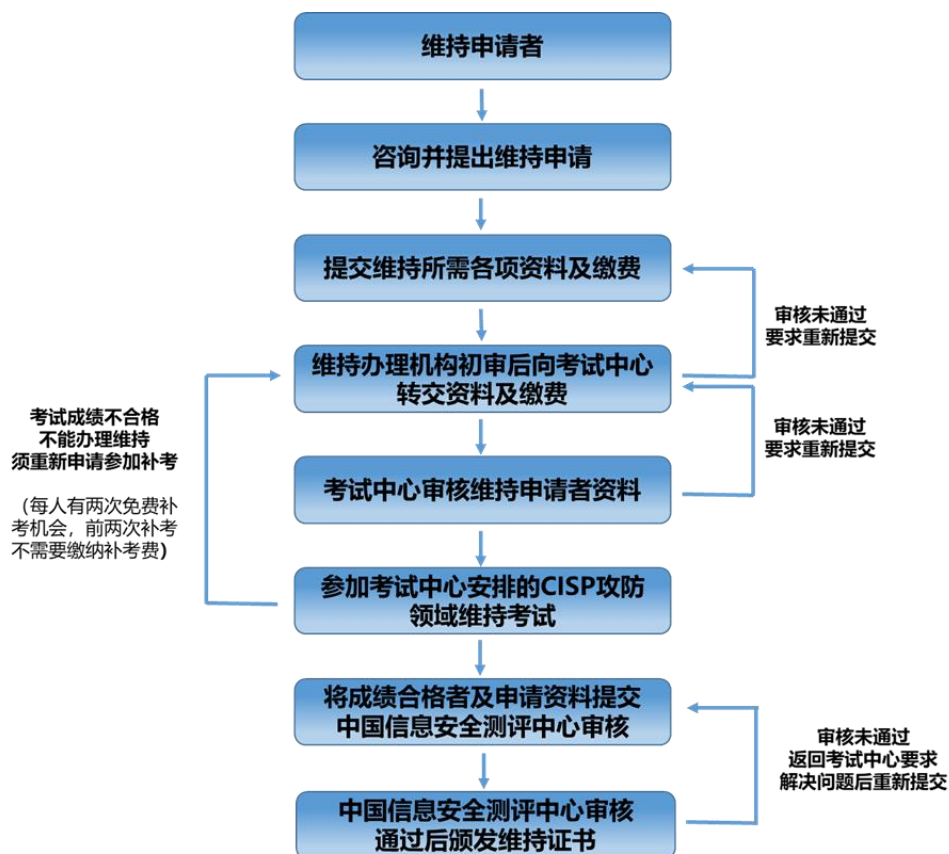 维持申请者
咨询并提出维持申请
提交维持所需各项资料及缴费
审核未通过
要求重新提交
维持办理机构初审后向考试中心
转交资料及缴费
考试成绩不合格
不能办理维持
须重新申请参加补考
（每人有两次免费补
考机会，前两次补考
不需要缴纳补考费）
审核未通过
要求重新提交
考试中心审核维持申请者资料
参加考试中心安排的CISP攻防
领域维持考试
将成绩合格者及申请资料提交
中国信息安全测评中心审核
审核未通过
返回考试中心要求
解决问题后重新提交
中国信息安全测评中心审核
通过后颁发维持证书